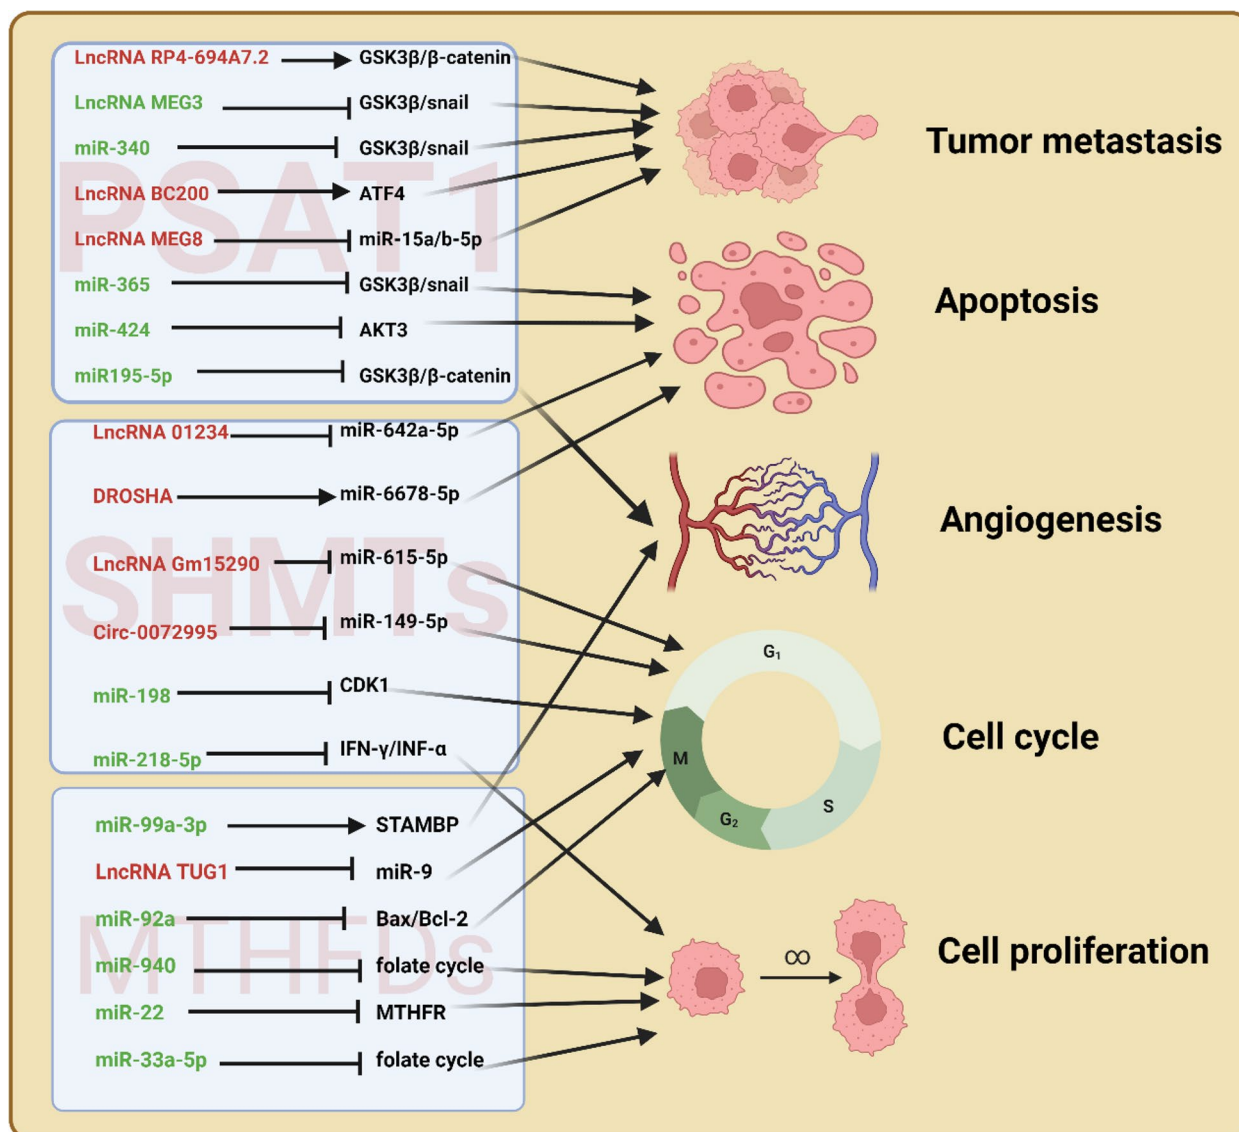 LncRNA RP4-694A7.2 GSK3β/β-catenin
LncRNA MEG3 GSK3β/snail
miR-340 GSK3β/snail
LncRNA BC200 ATF4
LncRNA MEG8 miR-15a/b-5p
miR-365 GSK3β/snail
miR-424 AKT3
miR195-5p GSK3β/β-catenin
PSAT1
LncRNA 01234 miR-642a-5p
DROSHA miR-6678-5p
LncRNA Gm15290 miR-615-5p
Circ-0072995 miR-149-5p
miR-198 CDK1
miR-218-5p IFN-γ/INF-α
SHMTs
miR-99a-3p STAMBP
LncRNA TUG1 miR-9
miR-92a Bax/Bcl-2
miR-940 folate cycle
miR-22 MTHFR
miR-33a-5p folate cycle
MTHFDs
Tumor metastasis
Apoptosis
Angiogenesis
G₁
M
S
G₂
Cell cycle
∞
Cell proliferation